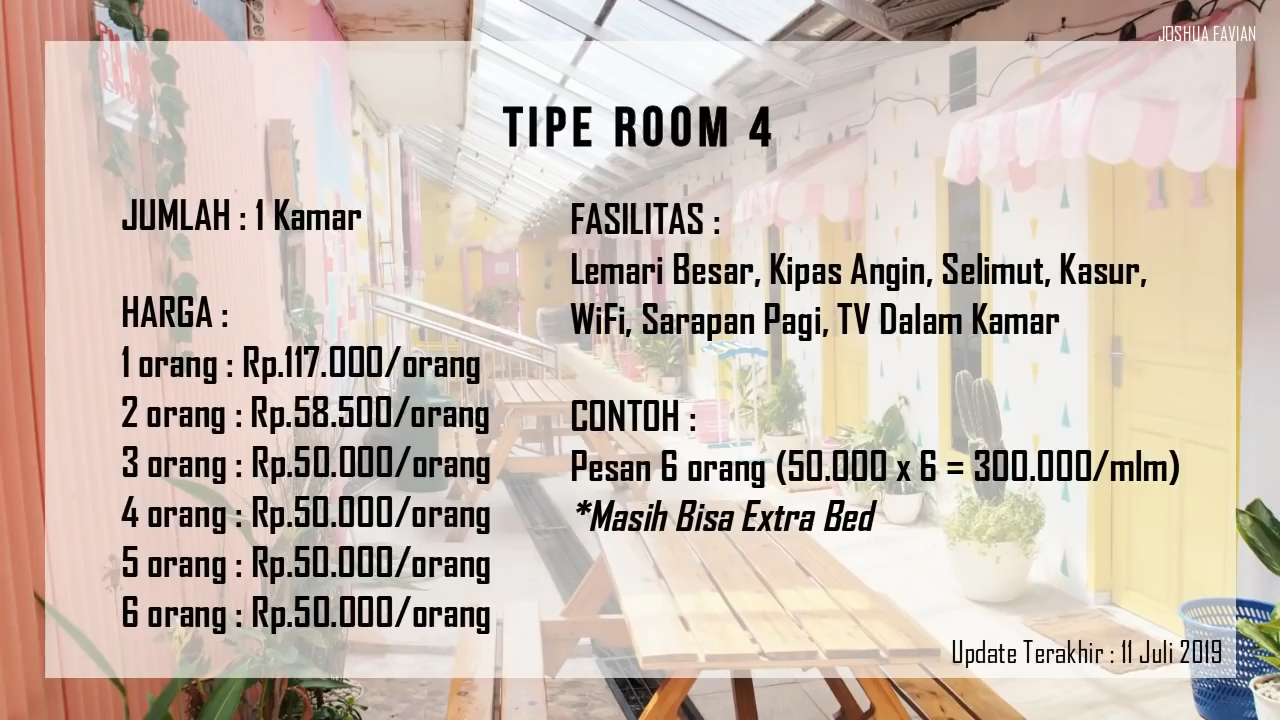 JOSHUA FAVIAN
TIPE ROOM 4
JUMLAH : 1 Kamar
HARGA :
1 orang : Rp.117.000/orang
2 orang : Rp.58.500/orang
3 orang : Rp.50.000/orang
4 orang : Rp.50.000/orang
5 orang : Rp.50.000/orang
6 orang : Rp.50.000/orang
FASILITAS :
Lemari Besar, Kipas Angin, Selimut, Kasur,
WiFi, Sarapan Pagi, TV Dalam Kamar
CONTOH :
Pesan 6 orang (50.000 x 6 = 300.000/mlm)
*Masih Bisa Extra Bed
Update Terakhir : 11 Juli 2019